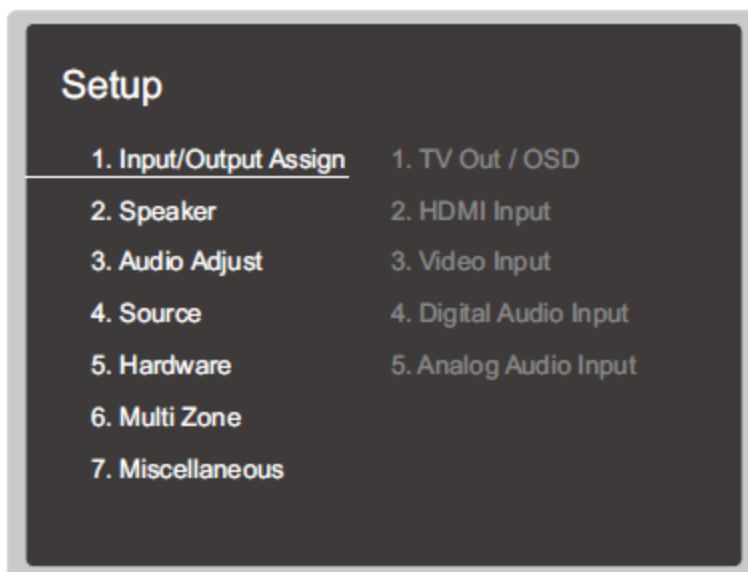 Setup
1. Input/Output Assign
2. Speaker
3. Audio Adjust
4. Source
5. Hardware
6. Multi Zone
7. Miscellaneous
1. TV Out / OSD
2. HDMI Input
3. Video Input
4. Digital Audio Input
5. Analog Audio Input